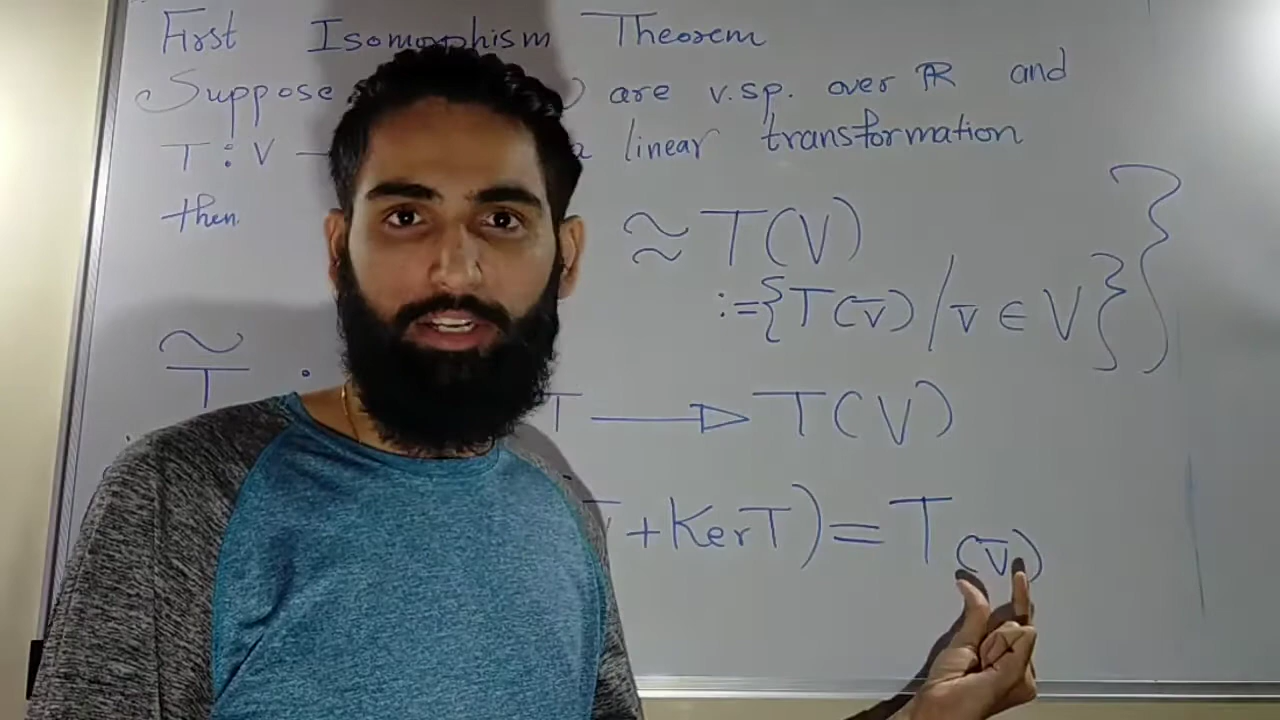 First Isomorphism Theorem
Suppose ) are v.sp. over ℝ and
T : V → a linear transformation
then ≈ T(V)
:={T(v̄) / v̄ ∈ V}}
T̃ : T → T(V)
+KerT) = T(v̄)